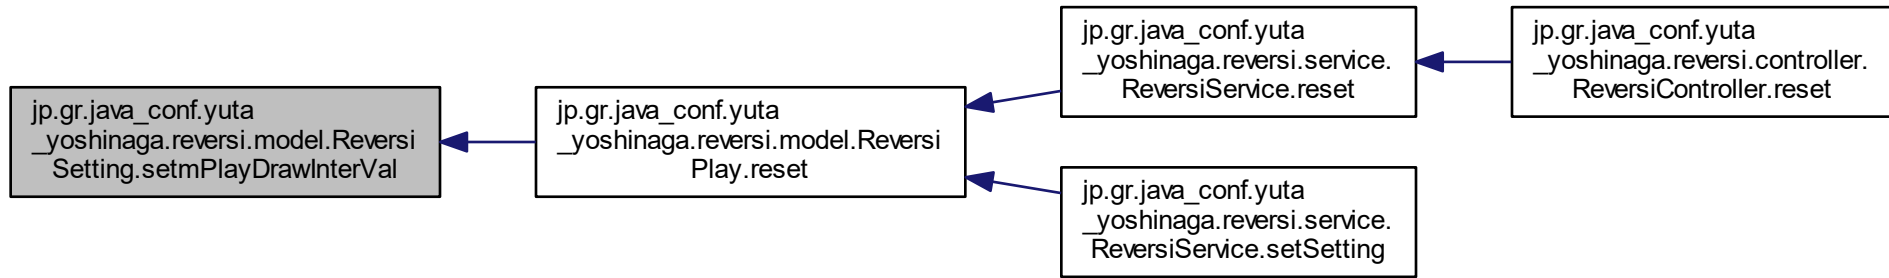 jp.gr.java_conf.yuta
_yoshinaga.reversi.model.Reversi
Setting.setmPlayDrawInterVal
jp.gr.java_conf.yuta
_yoshinaga.reversi.model.Reversi
Play.reset
jp.gr.java_conf.yuta
_yoshinaga.reversi.service.
ReversiService.reset
jp.gr.java_conf.yuta
_yoshinaga.reversi.controller.
ReversiController.reset
jp.gr.java_conf.yuta
_yoshinaga.reversi.service.
ReversiService.setSetting